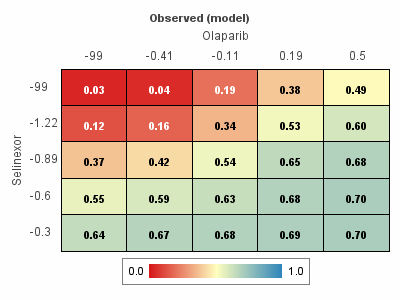 Observed (model)
Olaparib
-99 -0.41 -0.11 0.19 0.5
Selinexor
-99 0.03 0.04 0.19 0.38 0.49
-1.22 0.12 0.16 0.34 0.53 0.60
-0.89 0.37 0.42 0.54 0.65 0.68
-0.6 0.55 0.59 0.63 0.68 0.70
-0.3 0.64 0.67 0.68 0.69 0.70
0.0 1.0